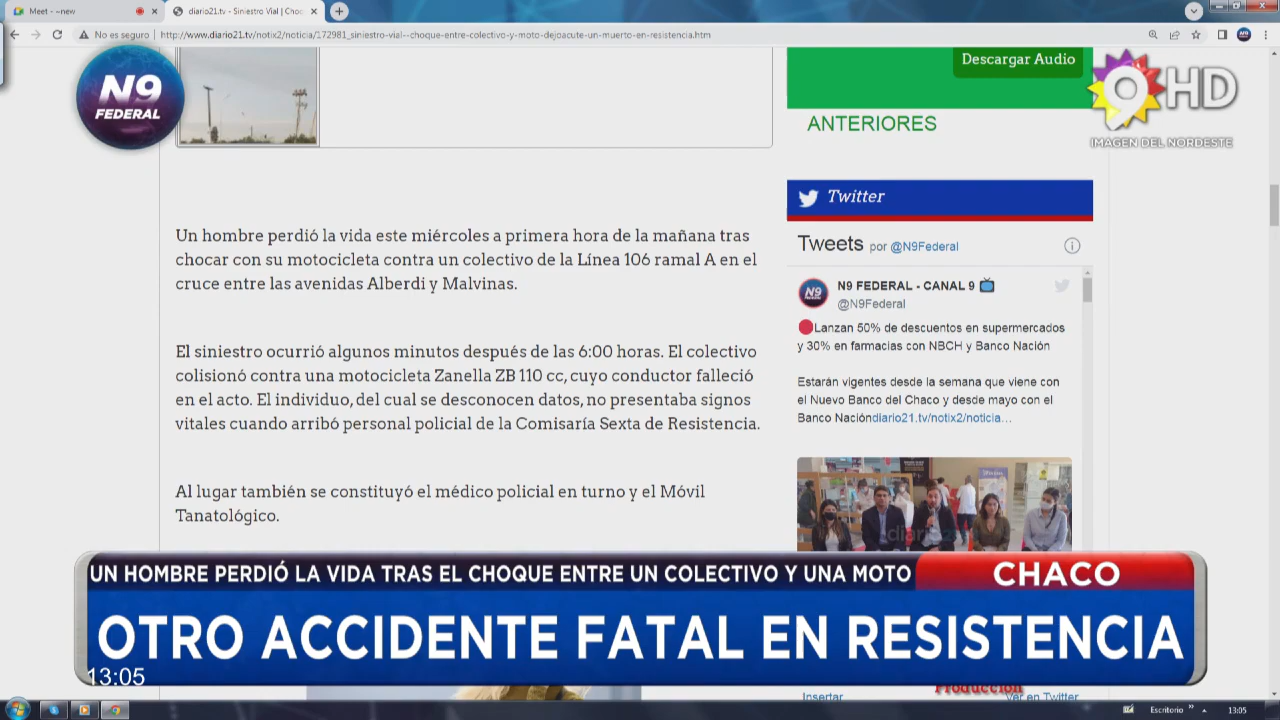 Meet - --new
diario21.tv - Siniestro Vial | Choc
No es seguro
http://www.diario21.tv/notix2/noticia/172981_siniestro-vial--choque-entre-colectivo-y-moto-dejoacute-un-muerto-en-resistencia.htm
N9
FEDERAL
Descargar Audio
9HD
IMAGEN DEL NORDESTE
ANTERIORES
Un hombre perdió la vida este miércoles a primera hora de la mañana tras
chocar con su motocicleta contra un colectivo de la Línea 106 ramal A en el
cruce entre las avenidas Alberdi y Malvinas.
El siniestro ocurrió algunos minutos después de las 6:00 horas. El colectivo
colisionó contra una motocicleta Zanella ZB 110 cc, cuyo conductor falleció
en el acto. El individuo, del cual se desconocen datos, no presentaba signos
vitales cuando arribó personal policial de la Comisaría Sexta de Resistencia.
Al lugar también se constituyó el médico policial en turno y el Móvil
Tanatológico.
Twitter
Tweets por @N9Federal
N9
N9 FEDERAL - CANAL 9
@N9Federal
Lanzan 50% de descuentos en supermercados
y 30% en farmacias con NBCH y Banco Nación
Estarán vigentes desde la semana que viene con
el Nuevo Banco del Chaco y desde mayo con el
Banco Nacióndiario21.tv/notix2/noticia…
UN HOMBRE PERDIÓ LA VIDA TRAS EL CHOQUE ENTRE UN COLECTIVO Y UNA MOTO
CHACO
OTRO ACCIDENTE FATAL EN RESISTENCIA
13:05
Producción
Insertar
Ver en Twitter
Escritorio
13:05